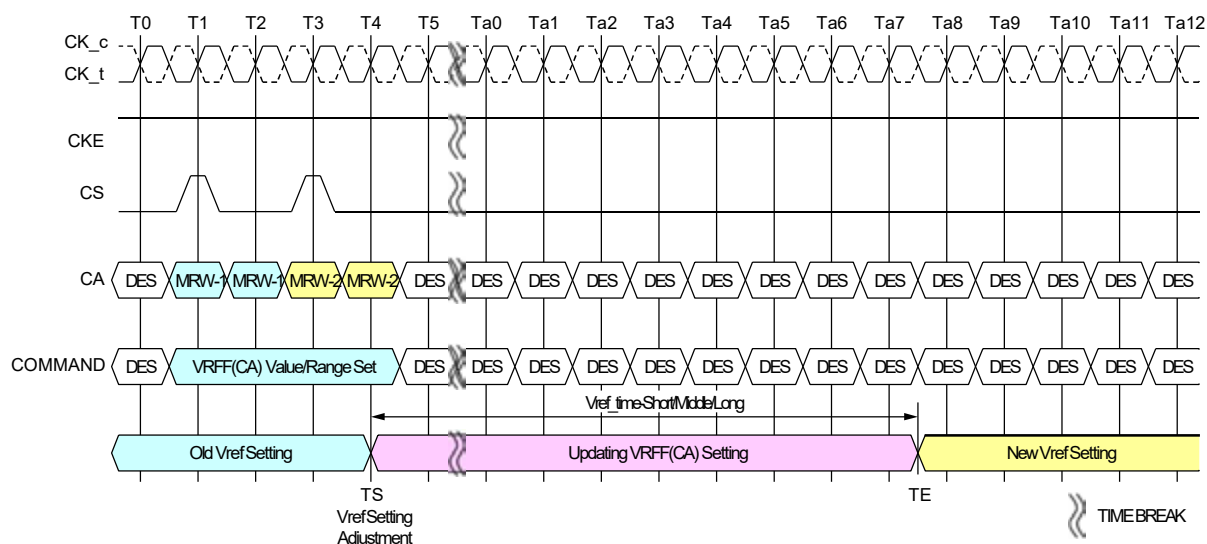 T0 T1 T2 T3 T4 T5 Ta0 Ta1 Ta2 Ta3 Ta4 Ta5 Ta6 Ta7 Ta8 Ta9 Ta10 Ta11 Ta12
CK_c
CK_t
CKE
CS
CA DES MRW-1 MRW-1 MRW-2 MRW-2 DES DES DES DES DES DES DES DES DES DES DES DES DES DES
COMMAND DES VRFF(CA) Value/Range Set DES DES DES DES DES DES DES DES DES DES DES DES DES DES
Vref_time-Short/Middle/Long
Old Vref Setting Updating VRFF(CA) Setting New Vref Setting
TS TE
Vref Setting
Adjustment
TIME BREAK